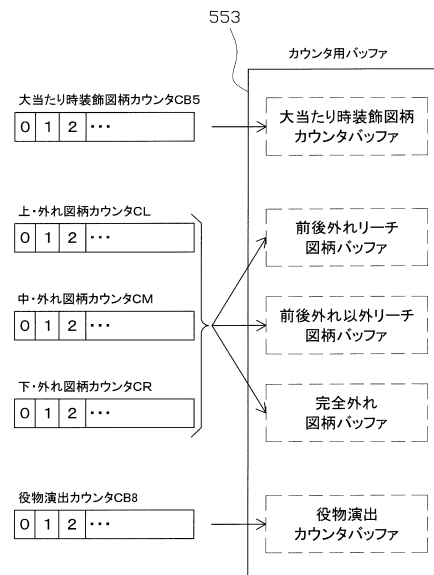 553
カウンタ用バッファ
大当たり時装飾図柄カウンタCB5
0 1 2 ･･･
大当たり時装飾図柄
カウンタバッファ
上・外れ図柄カウンタCL
0 1 2 ･･･
中・外れ図柄カウンタCM
0 1 2 ･･･
下・外れ図柄カウンタCR
0 1 2 ･･･
前後外れリーチ
図柄バッファ
前後外れ以外リーチ
図柄バッファ
完全外れ
図柄バッファ
役物演出カウンタCB8
0 1 2 ･･･
役物演出
カウンタバッファ